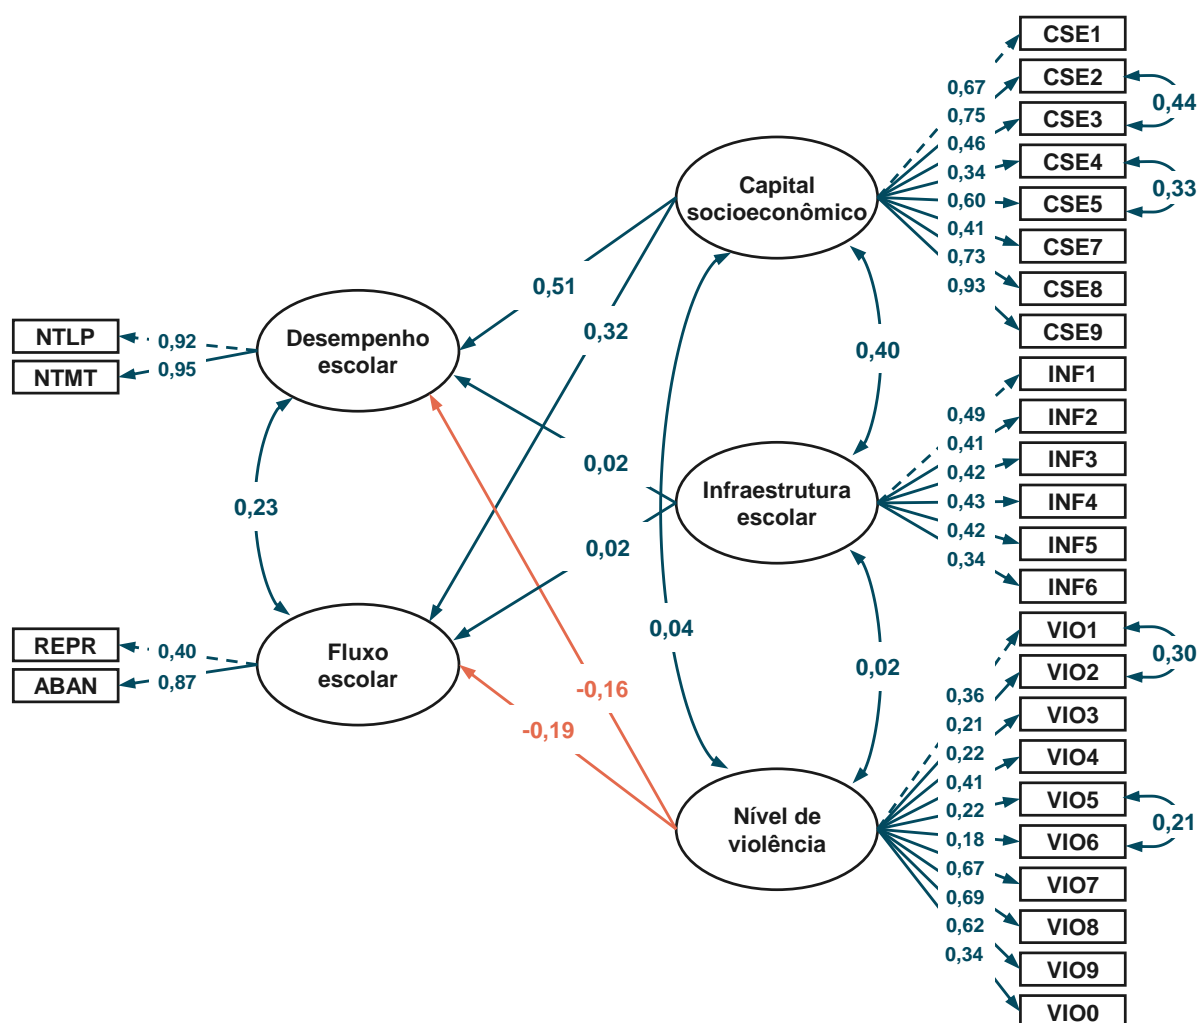 CSE1
CSE2
CSE3
CSE4
CSE5
CSE7
CSE8
CSE9
0,67
0,75
0,46
0,34
0,60
0,41
0,73
0,93
0,44
0,33
Capital
socioeconômico
0,51
0,32
0,40
Desempenho
escolar
NTLP
NTMT
0,92
0,95
INF1
INF2
INF3
INF4
INF5
INF6
0,49
0,41
0,42
0,43
0,42
0,34
Infraestrutura
escolar
0,02
0,02
0,23
0,04
0,02
Fluxo
escolar
REPR
ABAN
0,40
0,87
-0,16
-0,19
Nível de
violência
VIO1
VIO2
VIO3
VIO4
VIO5
VIO6
VIO7
VIO8
VIO9
VIO0
0,36
0,21
0,22
0,41
0,22
0,18
0,67
0,69
0,62
0,34
0,30
0,21